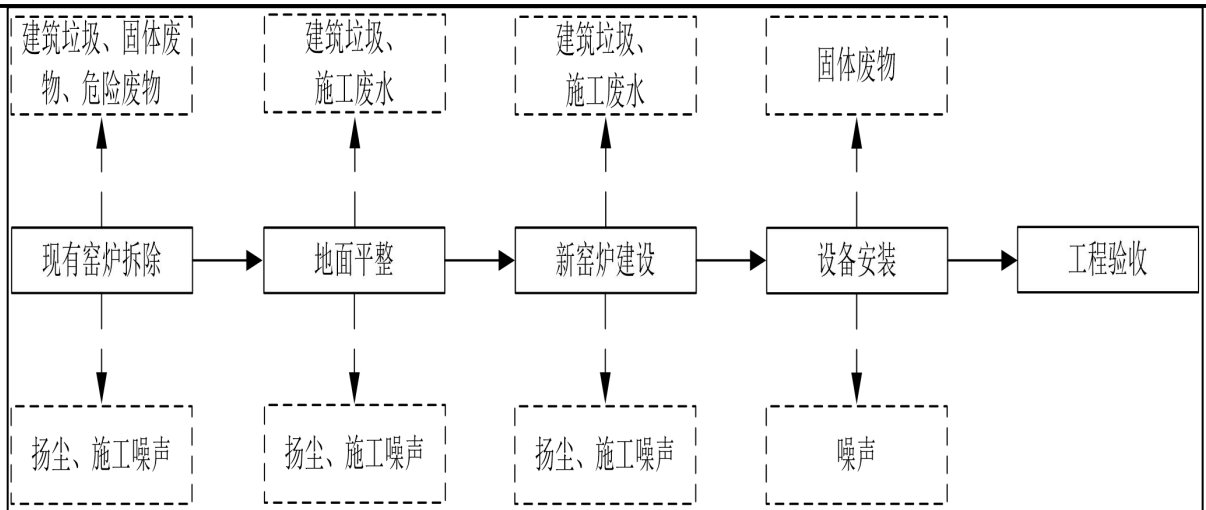 建筑垃圾、固体废
物、危险废物
建筑垃圾、
施工废水
建筑垃圾、
施工废水
固体废物
现有窑炉拆除
地面平整
新窑炉建设
设备安装
工程验收
扬尘、施工噪声
扬尘、施工噪声
扬尘、施工噪声
噪声